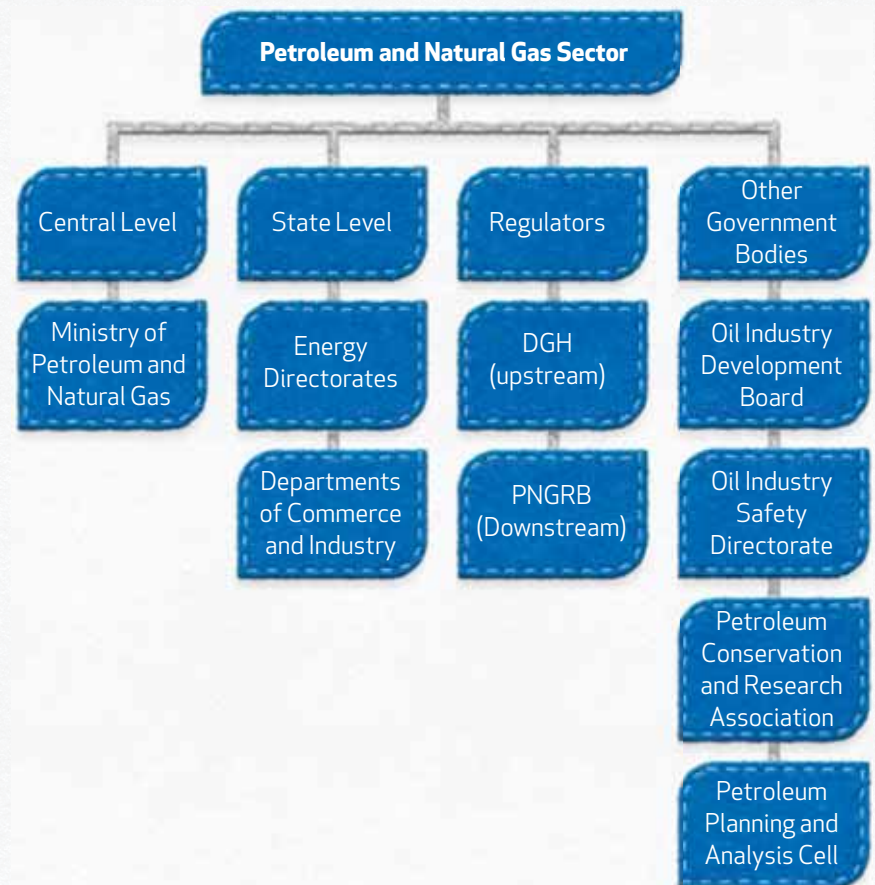 Petroleum and Natural Gas Sector
Central Level
Ministry of
Petroleum and
Natural Gas
State Level
Energy
Directorates
Departments
of Commerce
and Industry
Regulators
DGH
(upstream)
PNGRB
(Downstream)
Other
Government
Bodies
Oil Industry
Development
Board
Oil Industry
Safety
Directorate
Petroleum
Conservation
and Research
Association
Petroleum
Planning and
Analysis Cell